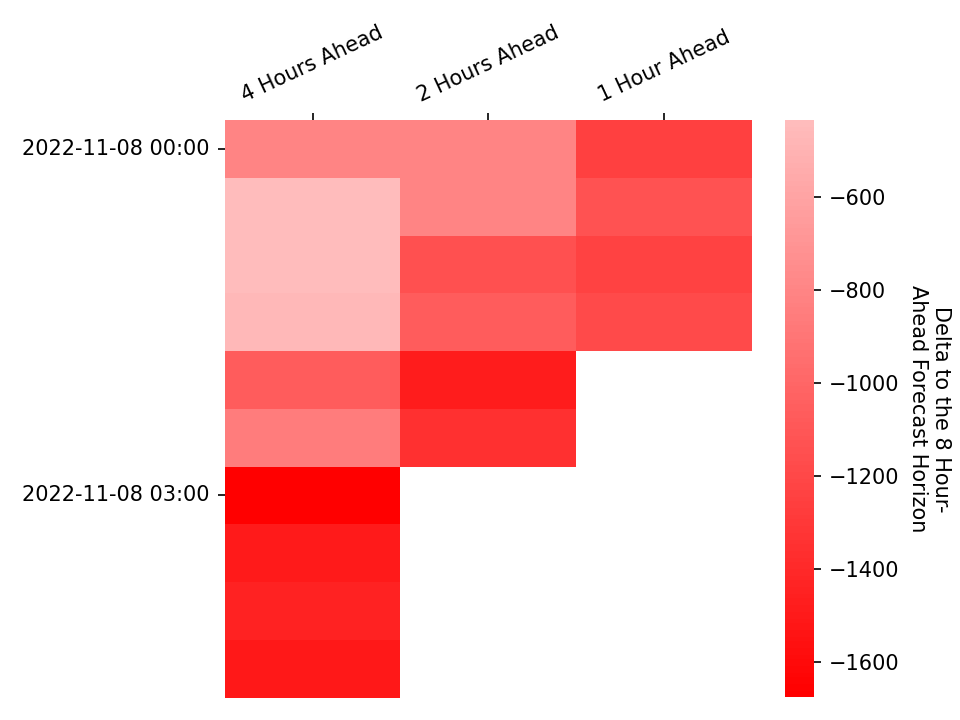 4 Hours Ahead
2 Hours Ahead
1 Hour Ahead
2022-11-08 00:00
2022-11-08 03:00
−600
−800
−1000
−1200
−1400
−1600
Delta to the 8 Hour-
Ahead Forecast Horizon